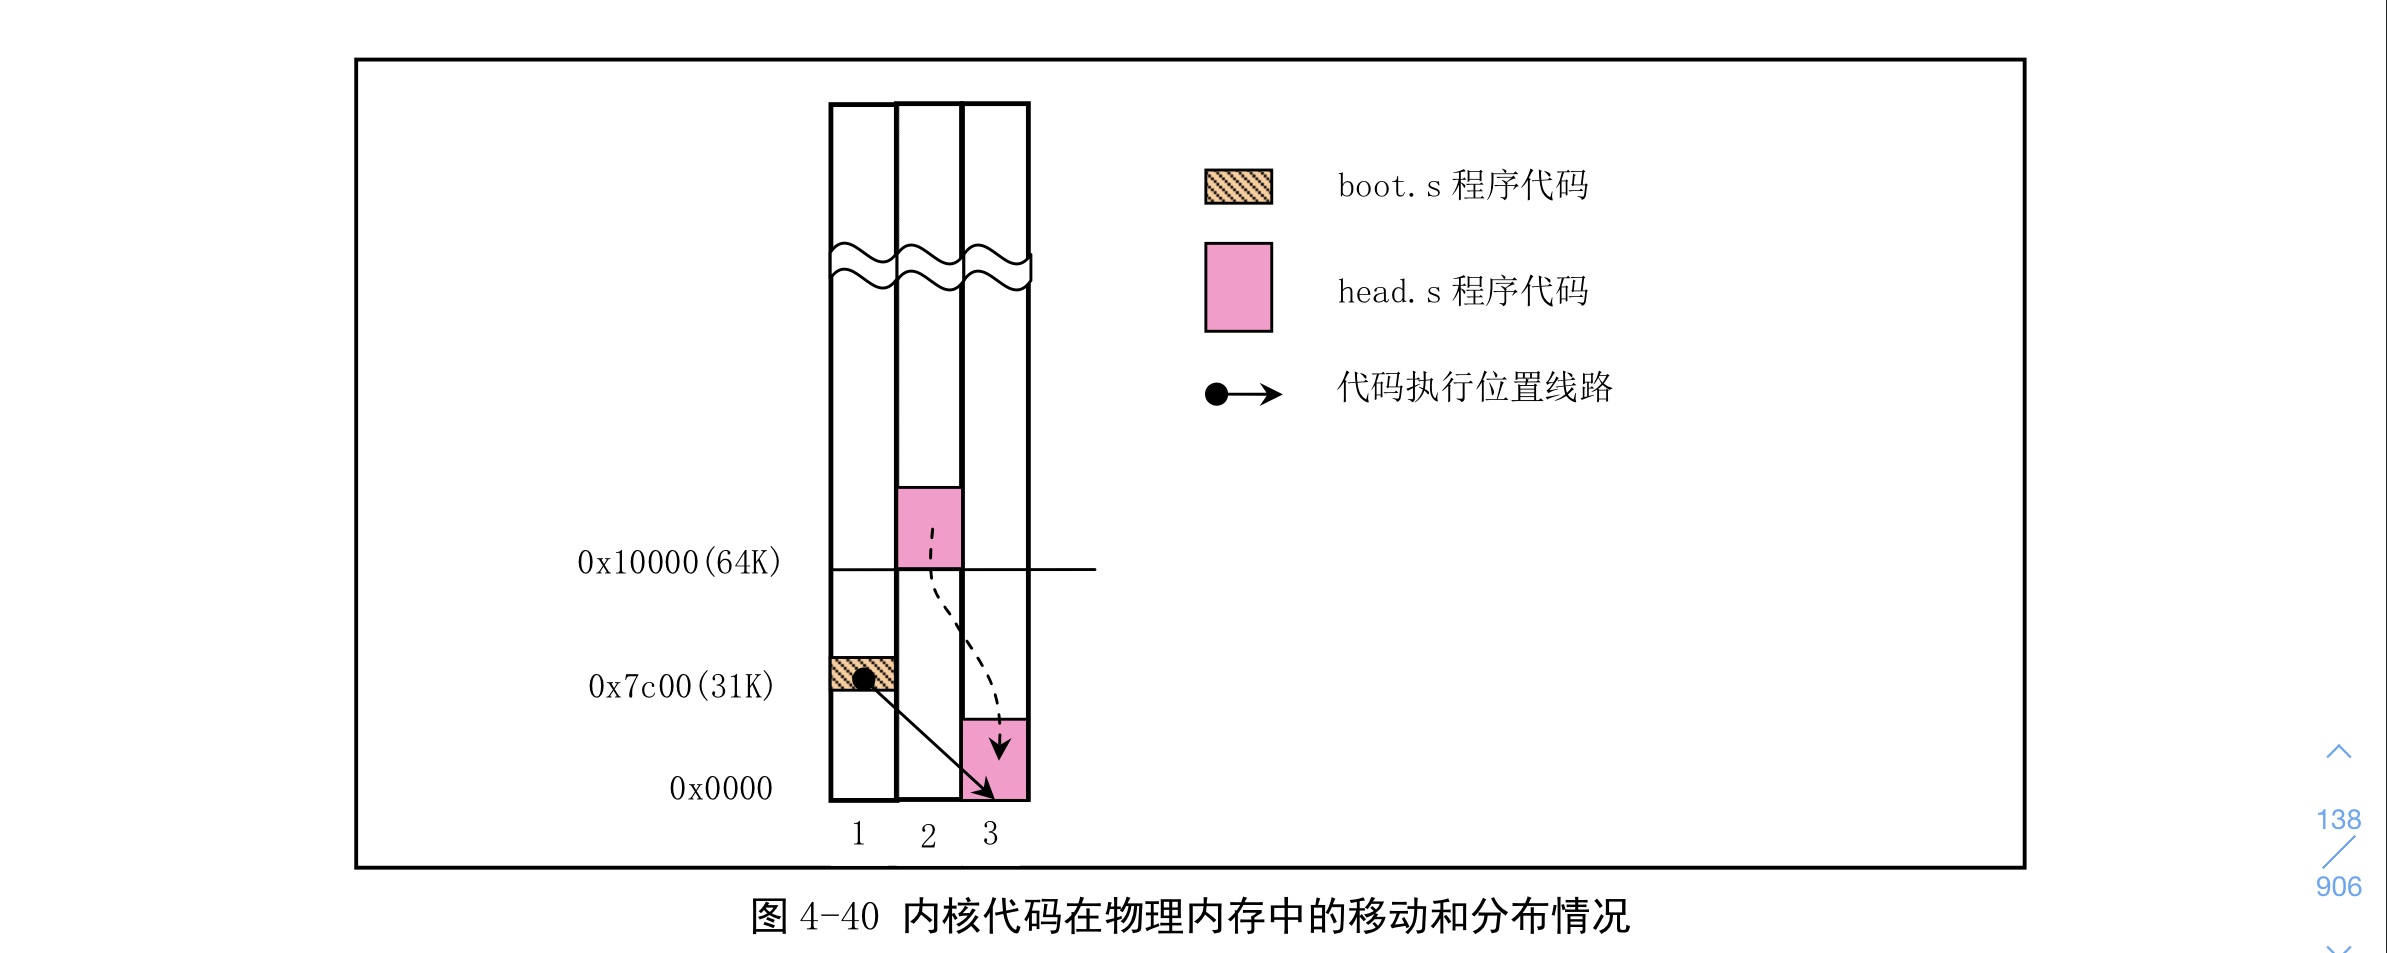 boot.s 程序代码
head.s 程序代码
代码执行位置线路
0x10000(64K)
0x7c00(31K)
0x0000
1 2 3
图 4-40 内核代码在物理内存中的移动和分布情况
138
906